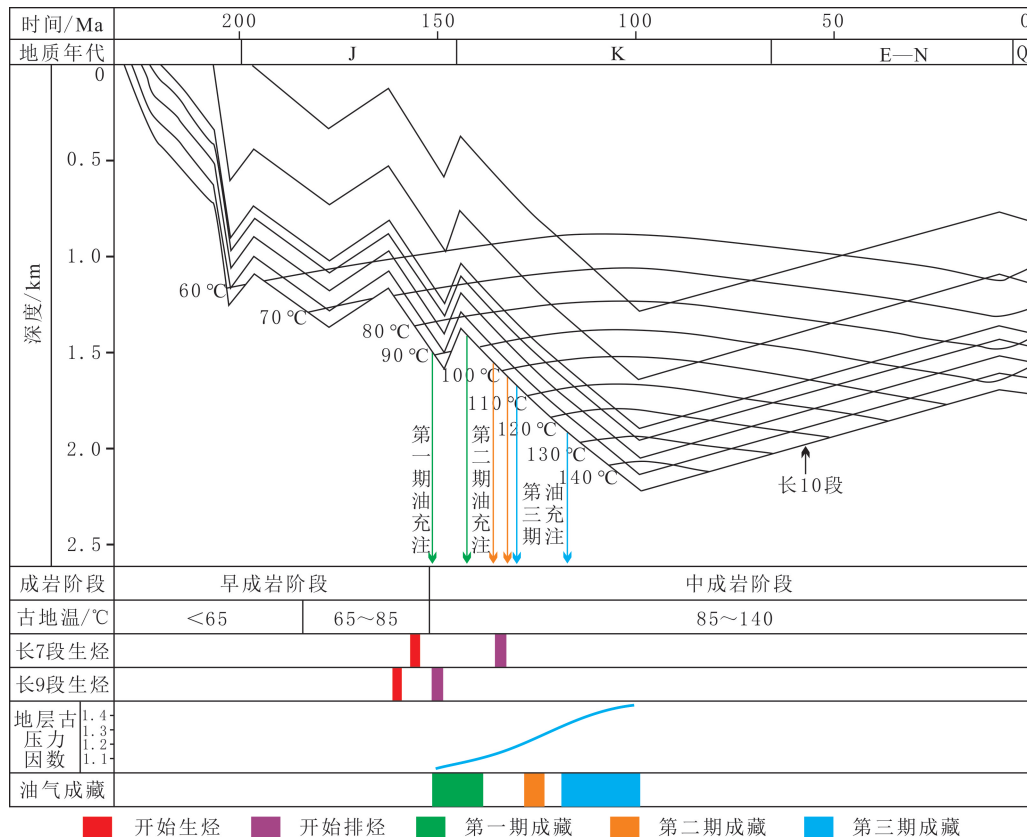 时间/Ma 200 150 100 50 0
地质年代 J K E—N Q
深度/km
0
0.5
1.0
1.5
2.0
2.5
60℃
70℃
80℃
90℃
100℃
110℃
120℃
130℃
140℃
第一期油充注
第二期油充注
第三期油充注
长10段
成岩阶段 早成岩阶段 中成岩阶段
古地温/℃ <65 65～85 85～140
长7段生烃
长9段生烃
地层古
压力
因数
1.4
1.3
1.2
1.1
油气成藏
开始生烃 开始排烃 第一期成藏 第二期成藏 第三期成藏